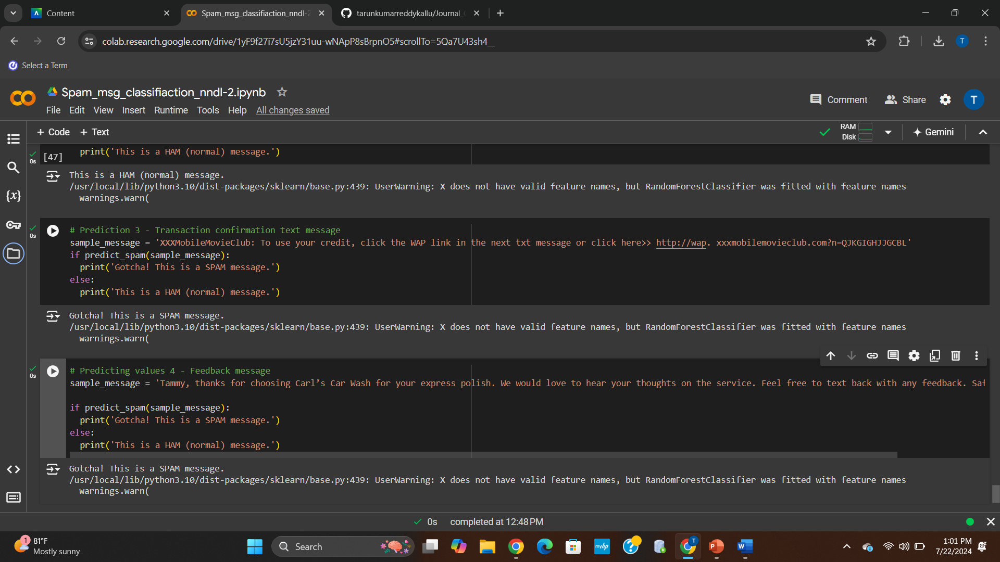 Content
Spam_msg_classifiaction_nndl-2
tarunkumarreddykallu/Journal_
colab.research.google.com/drive/1yF9f27i7sU5jzY31uu-wNApP8sBrpnO5#scrollTo=5Qa7U43sh4__
T
Select a Term
Spam_msg_classifiaction_nndl-2.ipynb
Comment
Share
T
File Edit View Insert Runtime Tools Help All changes saved
+ Code + Text
RAM
Disk
Gemini
print('This is a HAM (normal) message.')
[47]
0s
This is a HAM (normal) message.
/usr/local/lib/python3.10/dist-packages/sklearn/base.py:439: UserWarning: X does not have valid feature names, but RandomForestClassifier was fitted with feature names
warnings.warn(
{x}
0s
# Prediction 3 - Transaction confirmation text message
sample_message = 'XXXMobileMovieClub: To use your credit, click the WAP link in the next txt message or click here>> http://wap. xxxmobilemovieclub.com?n=QJKGIGHJJGCBL'
if predict_spam(sample_message):
print('Gotcha! This is a SPAM message.')
else:
print('This is a HAM (normal) message.')
Gotcha! This is a SPAM message.
/usr/local/lib/python3.10/dist-packages/sklearn/base.py:439: UserWarning: X does not have valid feature names, but RandomForestClassifier was fitted with feature names
warnings.warn(
0s
# Predicting values 4 - Feedback message
sample_message = 'Tammy, thanks for choosing Carl’s Car Wash for your express polish. We would love to hear your thoughts on the service. Feel free to text back with any feedback. Saf
if predict_spam(sample_message):
print('Gotcha! This is a SPAM message.')
else:
print('This is a HAM (normal) message.')
Gotcha! This is a SPAM message.
/usr/local/lib/python3.10/dist-packages/sklearn/base.py:439: UserWarning: X does not have valid feature names, but RandomForestClassifier was fitted with feature names
warnings.warn(
0s completed at 12:48 PM
1
81°F
Mostly sunny
Search
myhp
T
P
W
1:01 PM
7/22/2024